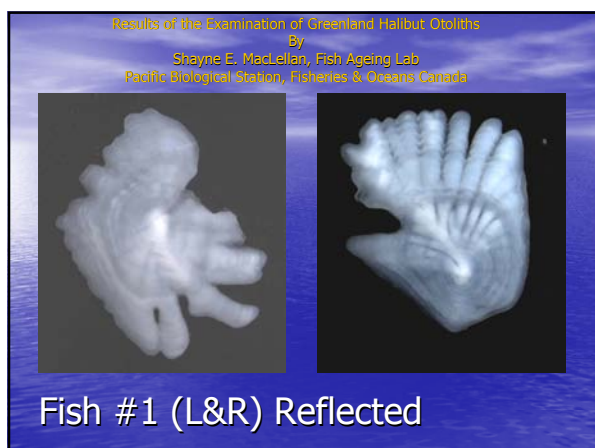 Results of the Examination of Greenland Halibut Otoliths
By
Shayne E. MacLellan, Fish Ageing Lab
Pacific Biological Station, Fisheries & Oceans Canada
Fish #1 (L&R) Reflected